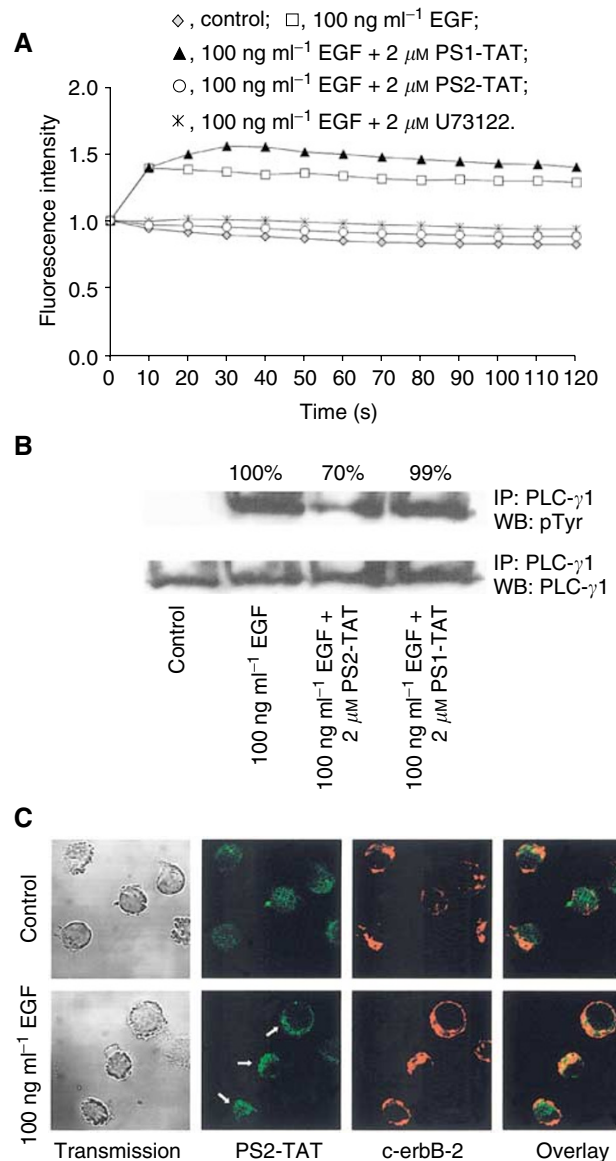 A
◇, control; □, 100 ng ml⁻¹ EGF;
▲, 100 ng ml⁻¹ EGF + 2 μM PS1-TAT;
○, 100 ng ml⁻¹ EGF + 2 μM PS2-TAT;
✳, 100 ng ml⁻¹ EGF + 2 μM U73122.
Fluorescence intensity
2.0
1.5
1.0
0.5
0.0
0 10 20 30 40 50 60 70 80 90 100 110 120
Time (s)
B
100% 70% 99%
IP: PLC-γ1
WB: pTyr
IP: PLC-γ1
WB: PLC-γ1
Control
100 ng ml⁻¹ EGF
100 ng ml⁻¹ EGF +
2 μM PS2-TAT
100 ng ml⁻¹ EGF +
2 μM PS1-TAT
C
Control
100 ng ml⁻¹ EGF
Transmission PS2-TAT c-erbB-2 Overlay